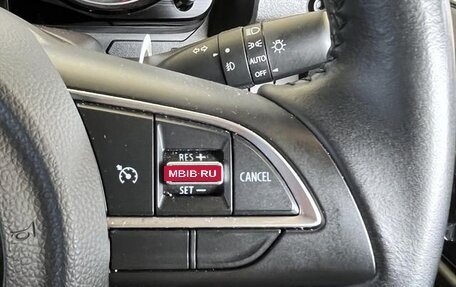 AUTO
OFF
RES +
MBIB·RU
SET −
CANCEL